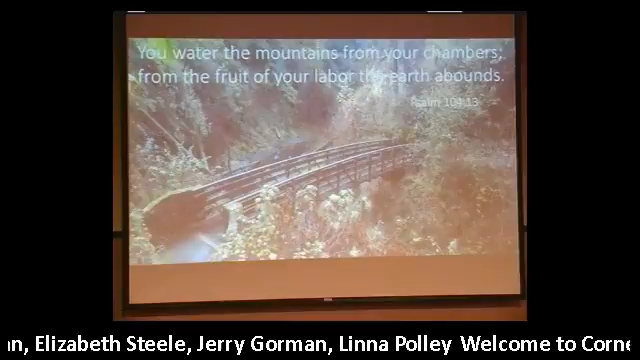 You water the mountains from your chambers;
from the fruit of your labor the earth abounds.
Psalm 104:13
Elizabeth Steele, Jerry Gorman, Linna Polley Welcome to